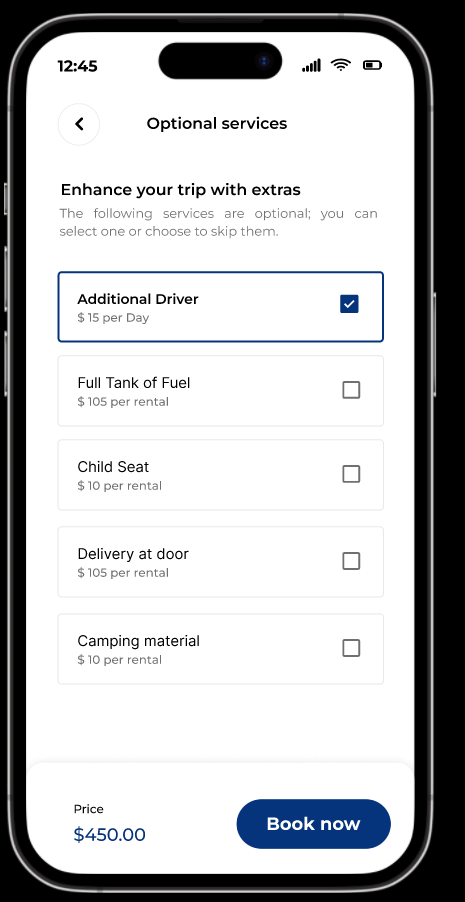 12:45
Optional services
Enhance your trip with extras
The following services are optional; you can
select one or choose to skip them.
Additional Driver
$ 15 per Day
Full Tank of Fuel
$ 105 per rental
Child Seat
$ 10 per rental
Delivery at door
$ 105 per rental
Camping material
$ 10 per rental
Price
$450.00
Book now